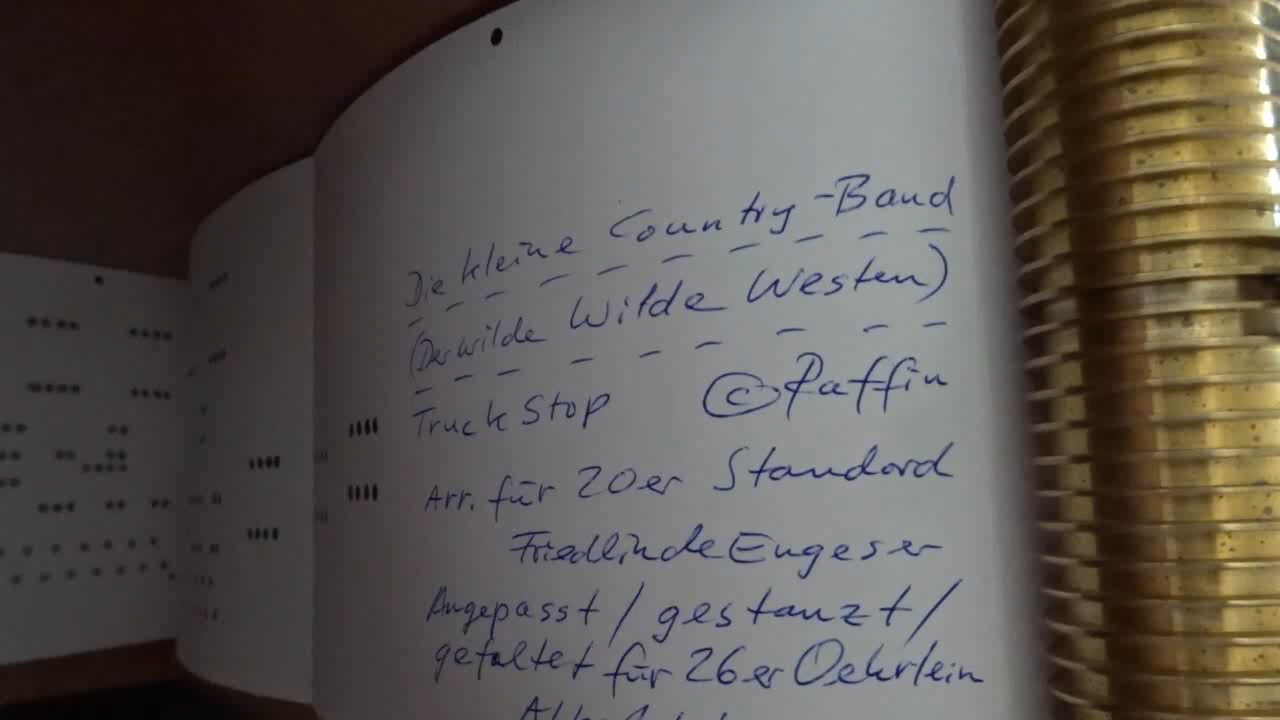 Die kleine Country-Band
(Der wilde Wilde Westen)
Truck Stop © Raffin
Arr. für 20er Standard
Friedlinde Engeser
Angepasst / gestanzt /
gefaltet für 26er Oehrlein